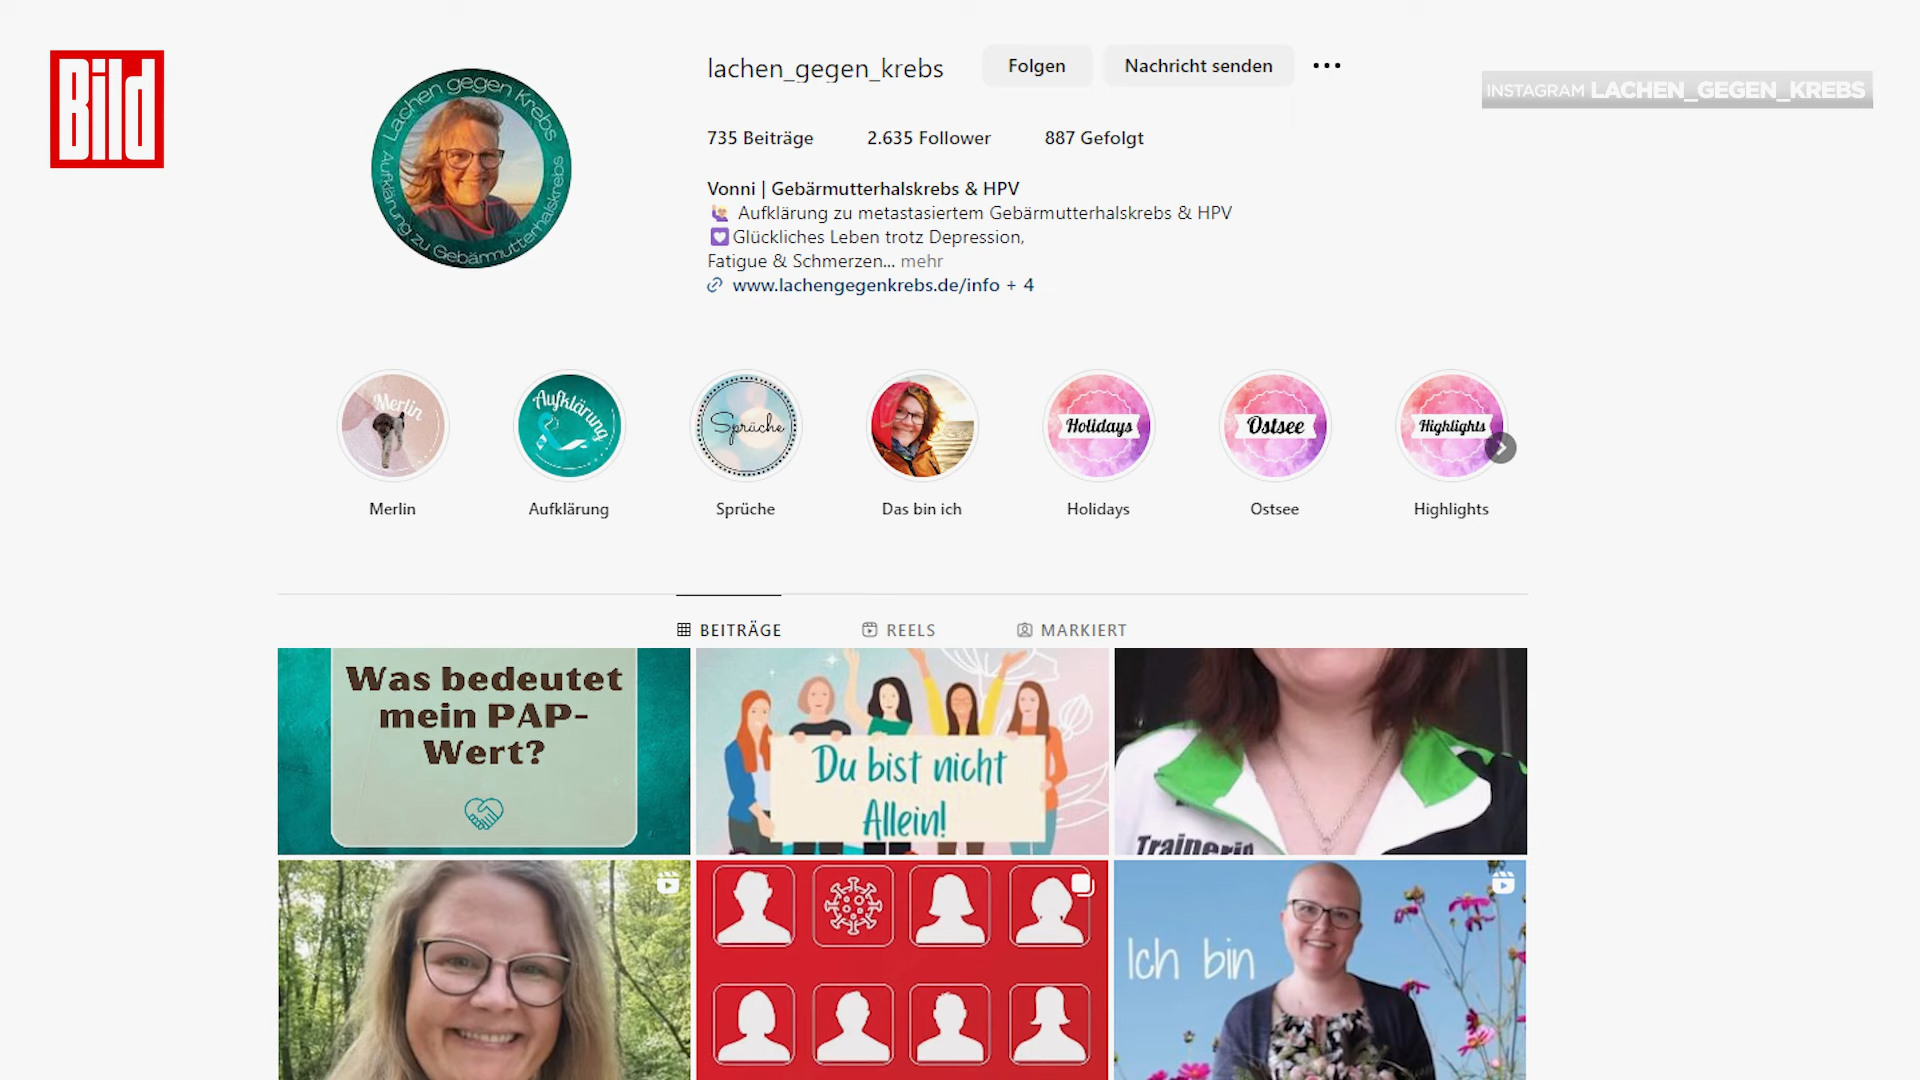 Bild
lachen_gegen_krebs
Folgen
Nachricht senden
INSTAGRAM LACHEN_GEGEN_KREBS
Lachen gegen Krebs
Aufklärung zu Gebärmutterhalskrebs
735 Beiträge
2.635 Follower
887 Gefolgt
Vonni | Gebärmutterhalskrebs & HPV
Aufklärung zu metastasiertem Gebärmutterhalskrebs & HPV
Glückliches Leben trotz Depression,
Fatigue & Schmerzen... mehr
www.lachengegenkrebs.de/info + 4
Merlin
Aufklärung
Sprüche
Holidays
Ostsee
Highlights
Merlin
Aufklärung
Sprüche
Das bin ich
Holidays
Ostsee
Highlights
BEITRÄGE
REELS
MARKIERT
Was bedeutet
mein PAP-
Wert?
Du bist nicht
Allein!
Trainerin
Ich bin